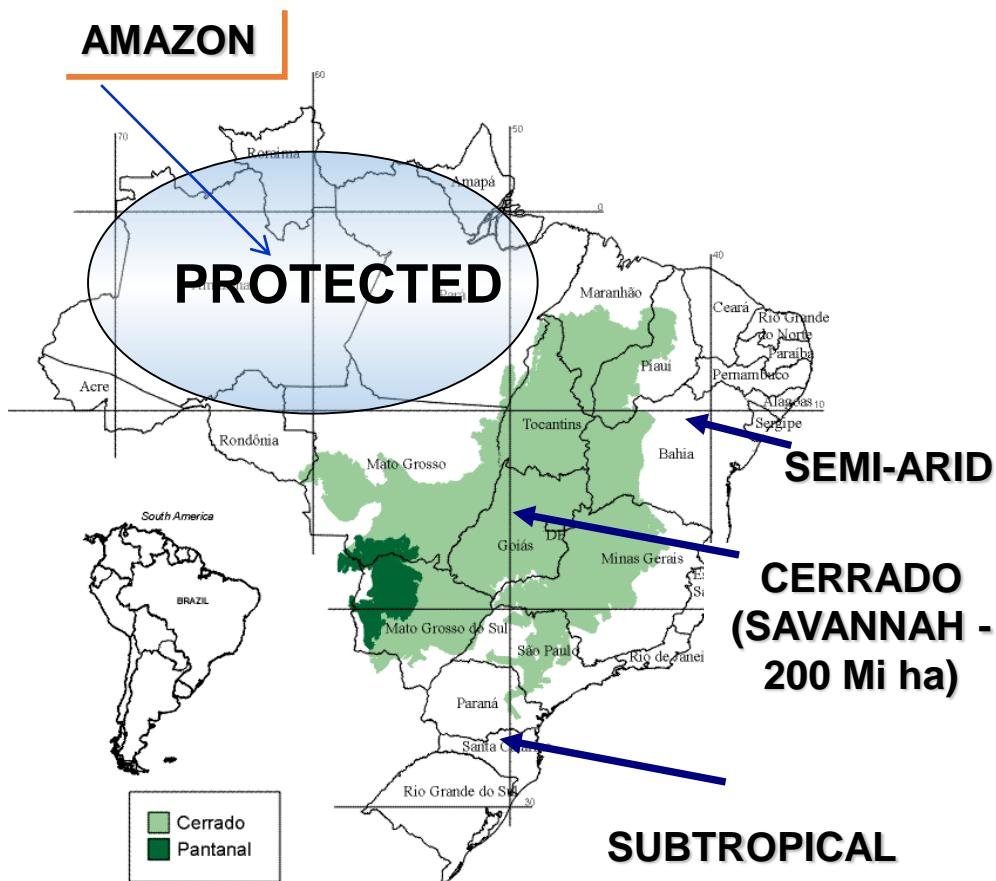 AMAZON
60
70
50
Roraima
Amapá
0
PROTECTED
Pará
40
Maranhão
Ceará
Rio Grande
do Norte
Paraíba
Piauí
Pernambuco
Acre
Alagoas
10
Tocantins
Sergipe
Rondônia
Mato Grosso
Bahia
SEMI-ARID
South America
BRAZIL
DF
Goiás
Minas Gerais
CERRADO
(SAVANNAH -
200 Mi ha)
Mato Grosso do Sul
São Paulo
Rio de Janei
Paraná
Rio Grande do Sul
30
Cerrado
Pantanal
SUBTROPICAL